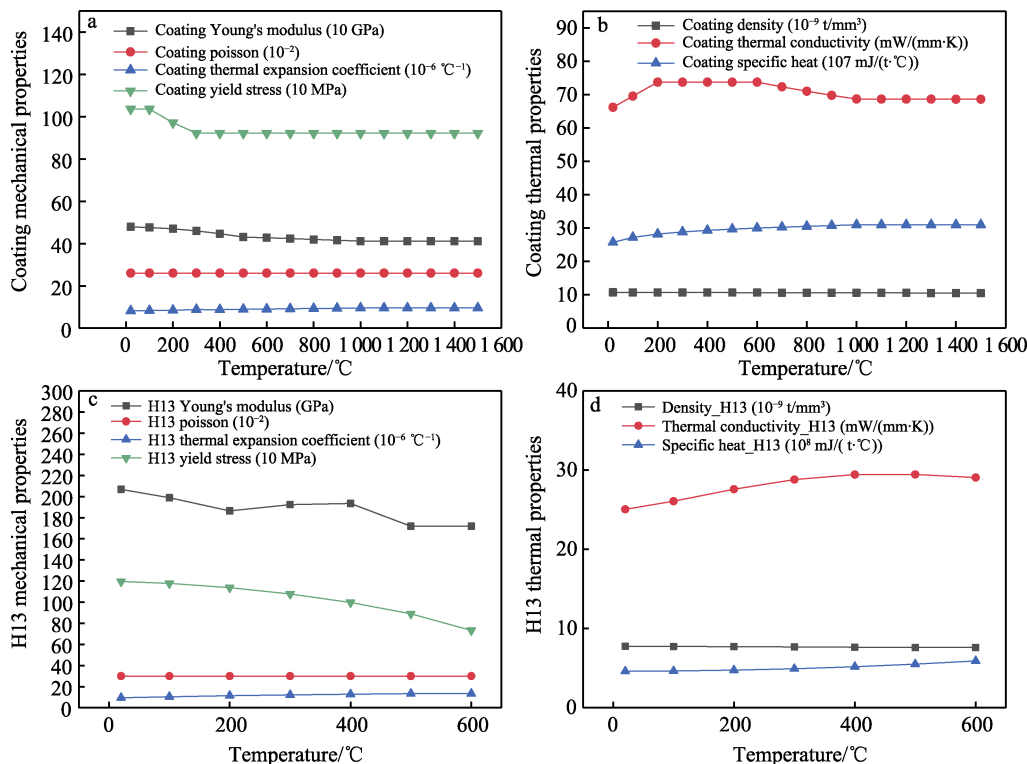 a
Coating Young's modulus (10 GPa)
Coating poisson (10⁻²)
Coating thermal expansion coefficient (10⁻⁶ ℃⁻¹)
Coating yield stress (10 MPa)
140
120
100
80
60
40
20
0
Coating mechanical properties
0 200 400 600 800 1 000 1 200 1 400 1 600
Temperature/℃
b
Coating density (10⁻⁹ t/mm³)
Coating thermal conductivity (mW/(mm·K))
Coating specific heat (107 mJ/(t·℃))
90
80
70
60
50
40
30
20
10
0
Coating thermal properties
0 200 400 600 800 1 000 1 200 1 400 1 600
Temperature/℃
c
H13 Young's modulus (GPa)
H13 poisson (10⁻²)
H13 thermal expansion coefficient (10⁻⁶ ℃⁻¹)
H13 yield stress (10 MPa)
300
280
260
240
220
200
180
160
140
120
100
80
60
40
20
0
H13 mechanical properties
0 200 400 600
Temperature/℃
d
Density_H13 (10⁻⁹ t/mm³)
Thermal conductivity_H13 (mW/(mm·K))
Specific heat_H13 (10⁸ mJ/( t·℃))
40
30
20
10
0
H13 thermal properties
0 200 400 600
Temperature/℃